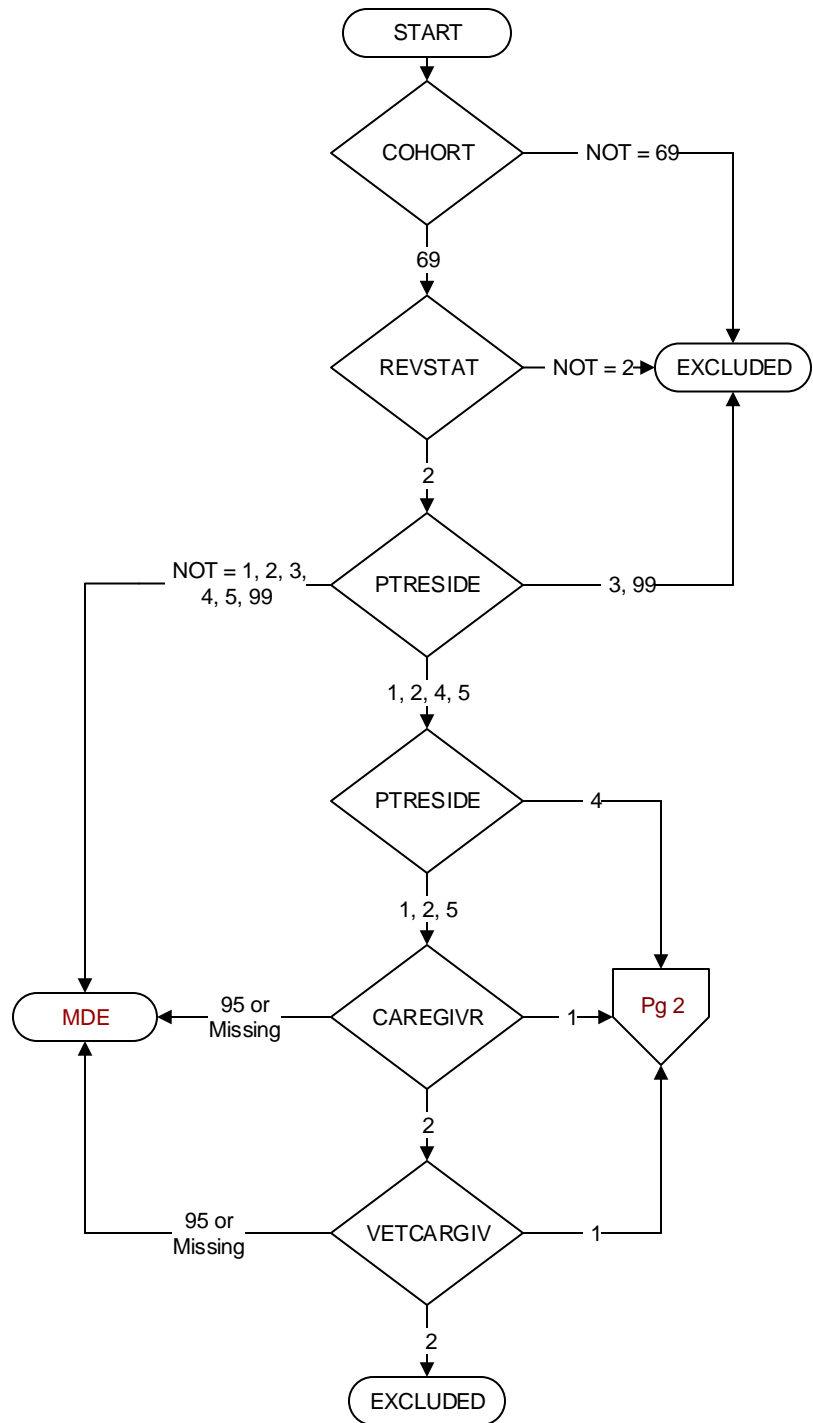 START
COHORT
NOT = 69
69
REVSTAT
NOT = 2
EXCLUDED
2
NOT = 1, 2, 3,
4, 5, 99
PTRESIDE
3, 99
1, 2, 4, 5
PTRESIDE
4
1, 2, 5
MDE
95 or
Missing
CAREGIVR
1
Pg 2
2
95 or
Missing
VETCARGIV
1
2
EXCLUDED